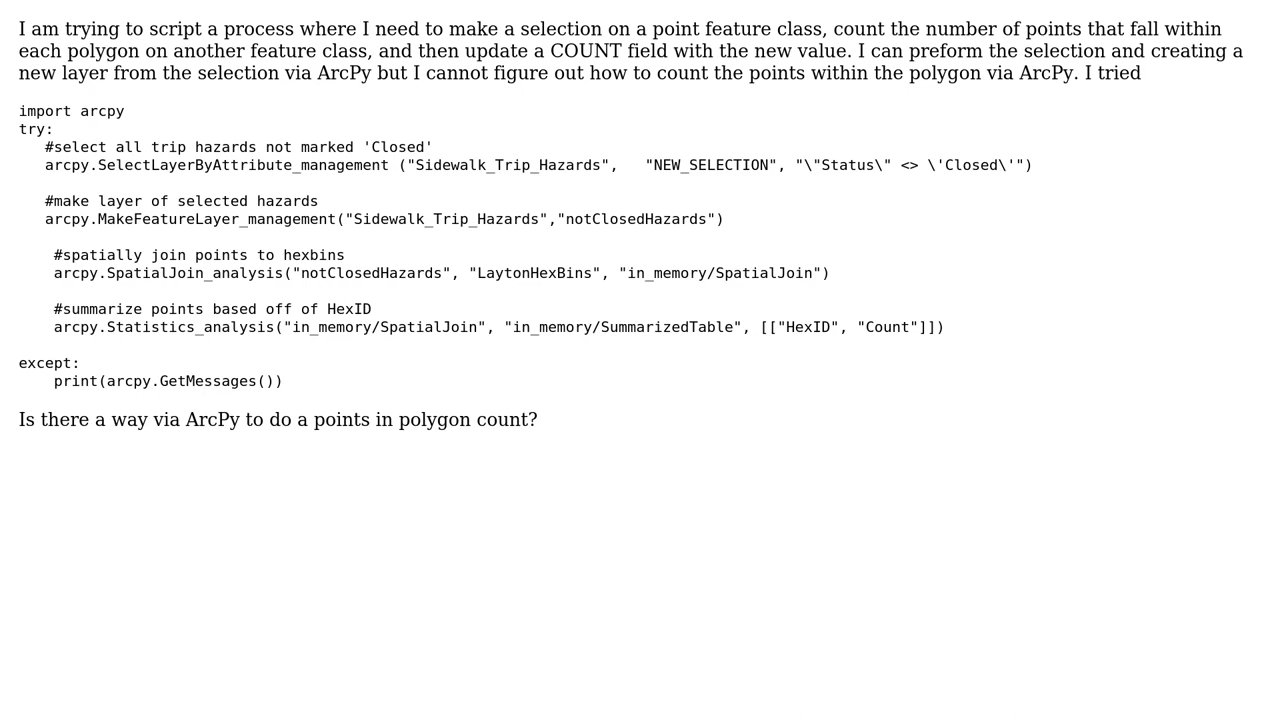 I am trying to script a process where I need to make a selection on a point feature class, count the number of points that fall within
each polygon on another feature class, and then update a COUNT field with the new value. I can preform the selection and creating a
new layer from the selection via ArcPy but I cannot figure out how to count the points within the polygon via ArcPy. I tried
import arcpy
try:
   #select all trip hazards not marked 'Closed'
   arcpy.SelectLayerByAttribute_management ("Sidewalk_Trip_Hazards",   "NEW_SELECTION", "\"Status\" <> \'Closed\'")
   #make layer of selected hazards
   arcpy.MakeFeatureLayer_management("Sidewalk_Trip_Hazards","notClosedHazards")
    #spatially join points to hexbins
    arcpy.SpatialJoin_analysis("notClosedHazards", "LaytonHexBins", "in_memory/SpatialJoin")
    #summarize points based off of HexID
    arcpy.Statistics_analysis("in_memory/SpatialJoin", "in_memory/SummarizedTable", [["HexID", "Count"]])
except:
    print(arcpy.GetMessages())
Is there a way via ArcPy to do a points in polygon count?